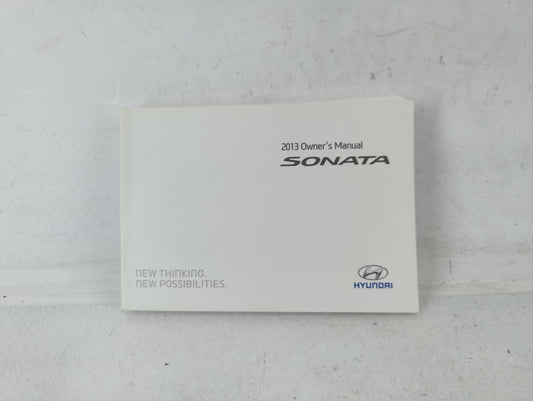 2013 Owner's Manual
SONATA
NEW THINKING.
NEW POSSIBILITIES.
HYUNDAI